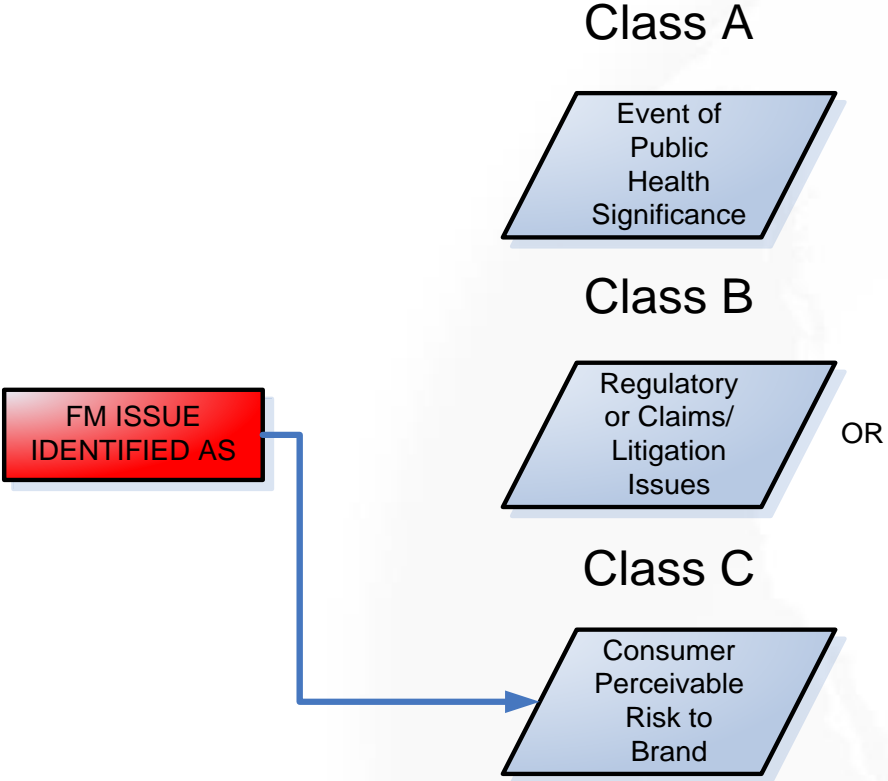 Class A
Event of
Public
Health
Significance
Class B
Regulatory
or Claims/
Litigation
Issues
OR
FM ISSUE
IDENTIFIED AS
Class C
Consumer
Perceivable
Risk to
Brand